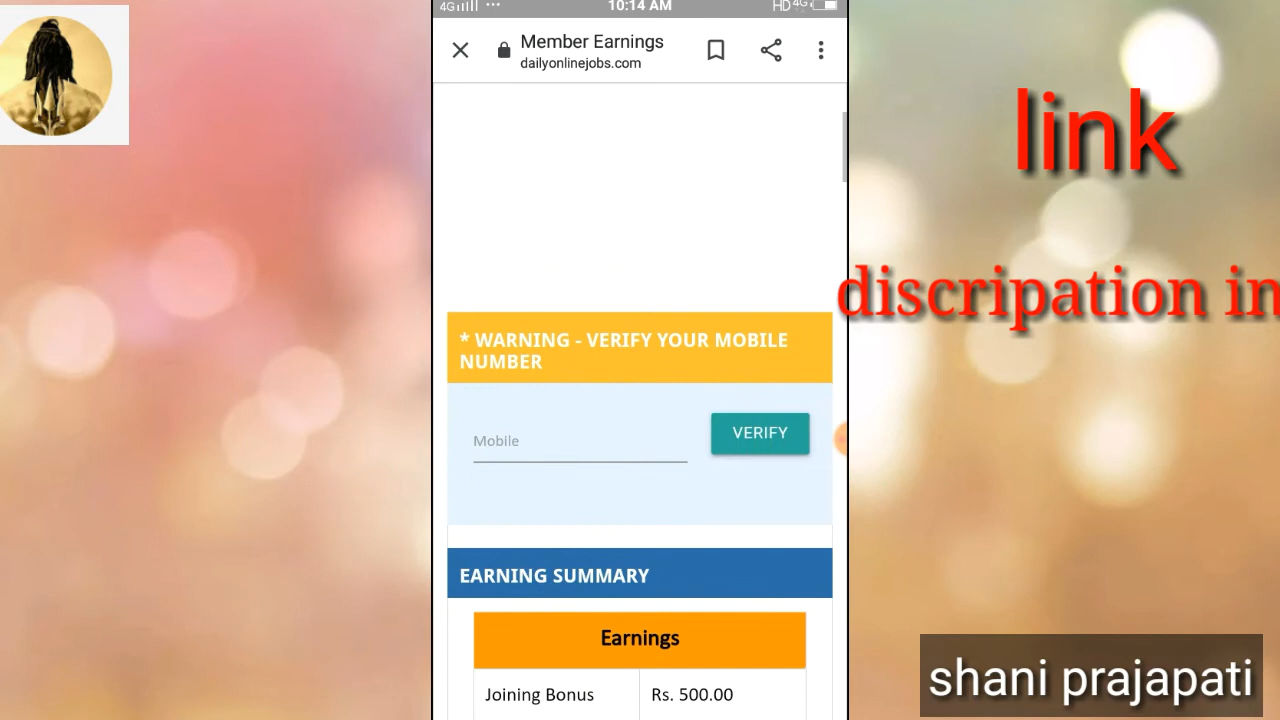 4G
10:14 AM
HD 4G
Member Earnings
dailyonlinejobs.com
link
discripation in
* WARNING - VERIFY YOUR MOBILE
NUMBER
Mobile
VERIFY
EARNING SUMMARY
Earnings
Joining Bonus Rs. 500.00
shani prajapati